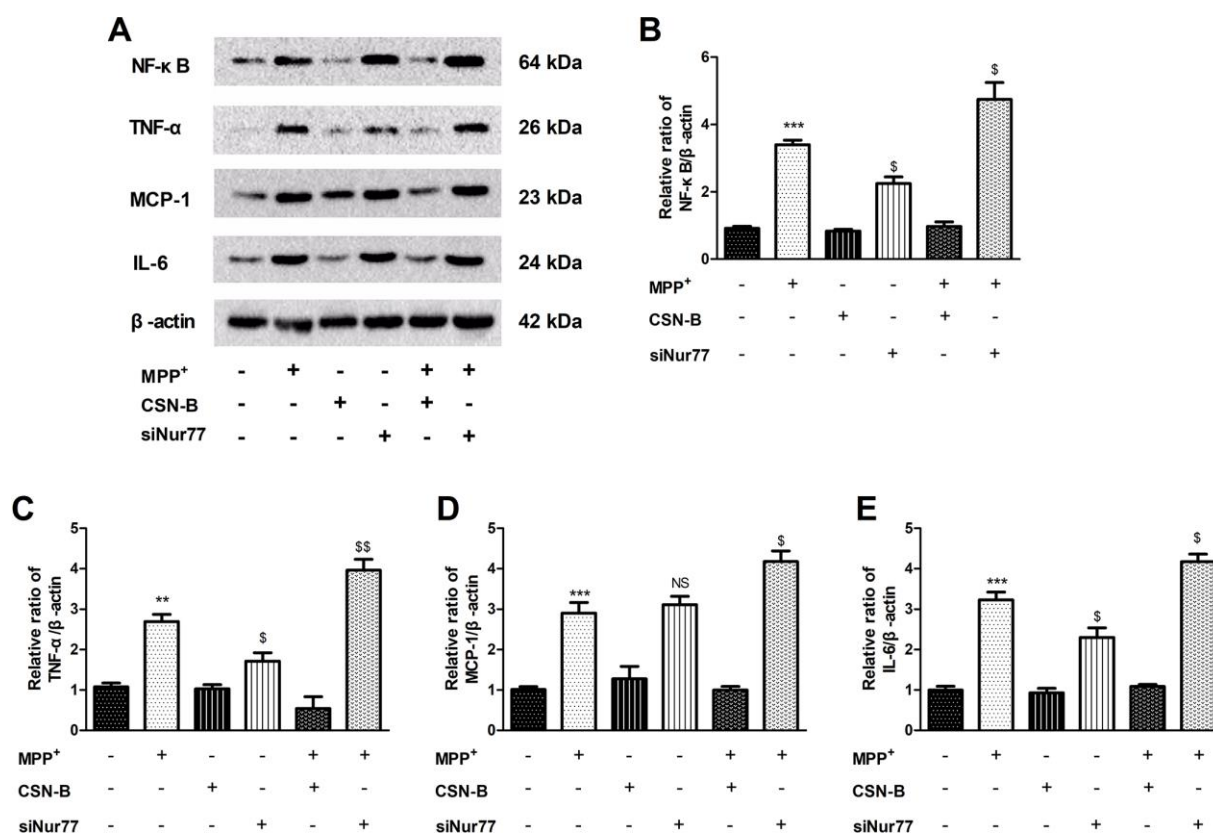 A
NF-κ B 64 kDa
TNF-α 26 kDa
MCP-1 23 kDa
IL-6 24 kDa
β -actin 42 kDa
MPP+ - + - - + +
CSN-B - - + - + -
siNur77 - - - + - +
B
Relative ratio of
NF-κ B/β -actin
6
4
2
0
*** $ $
MPP+ - + - - + +
CSN-B - - + - + -
siNur77 - - - + - +
C
Relative ratio of
TNF-α /β -actin
5
4
3
2
1
0
** $ $$
MPP+ - + - - + +
CSN-B - - + - + -
siNur77 - - - + - +
D
Relative ratio of
MCP-1/β -actin
5
4
3
2
1
0
*** NS $
MPP+ - + - - + +
CSN-B - - + - + -
siNur77 - - - + - +
E
Relative ratio of
IL-6/β -actin
5
4
3
2
1
0
*** $ $
MPP+ - + - - + +
CSN-B - - + - + -
siNur77 - - - + - +